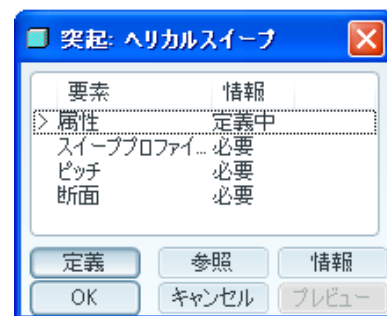 突起: ヘリカルスイープ
要素 情報
> 属性 定義中
スイーププロファイ... 必要
ピッチ 必要
断面 必要
定義 参照 情報
OK キャンセル プレビュー